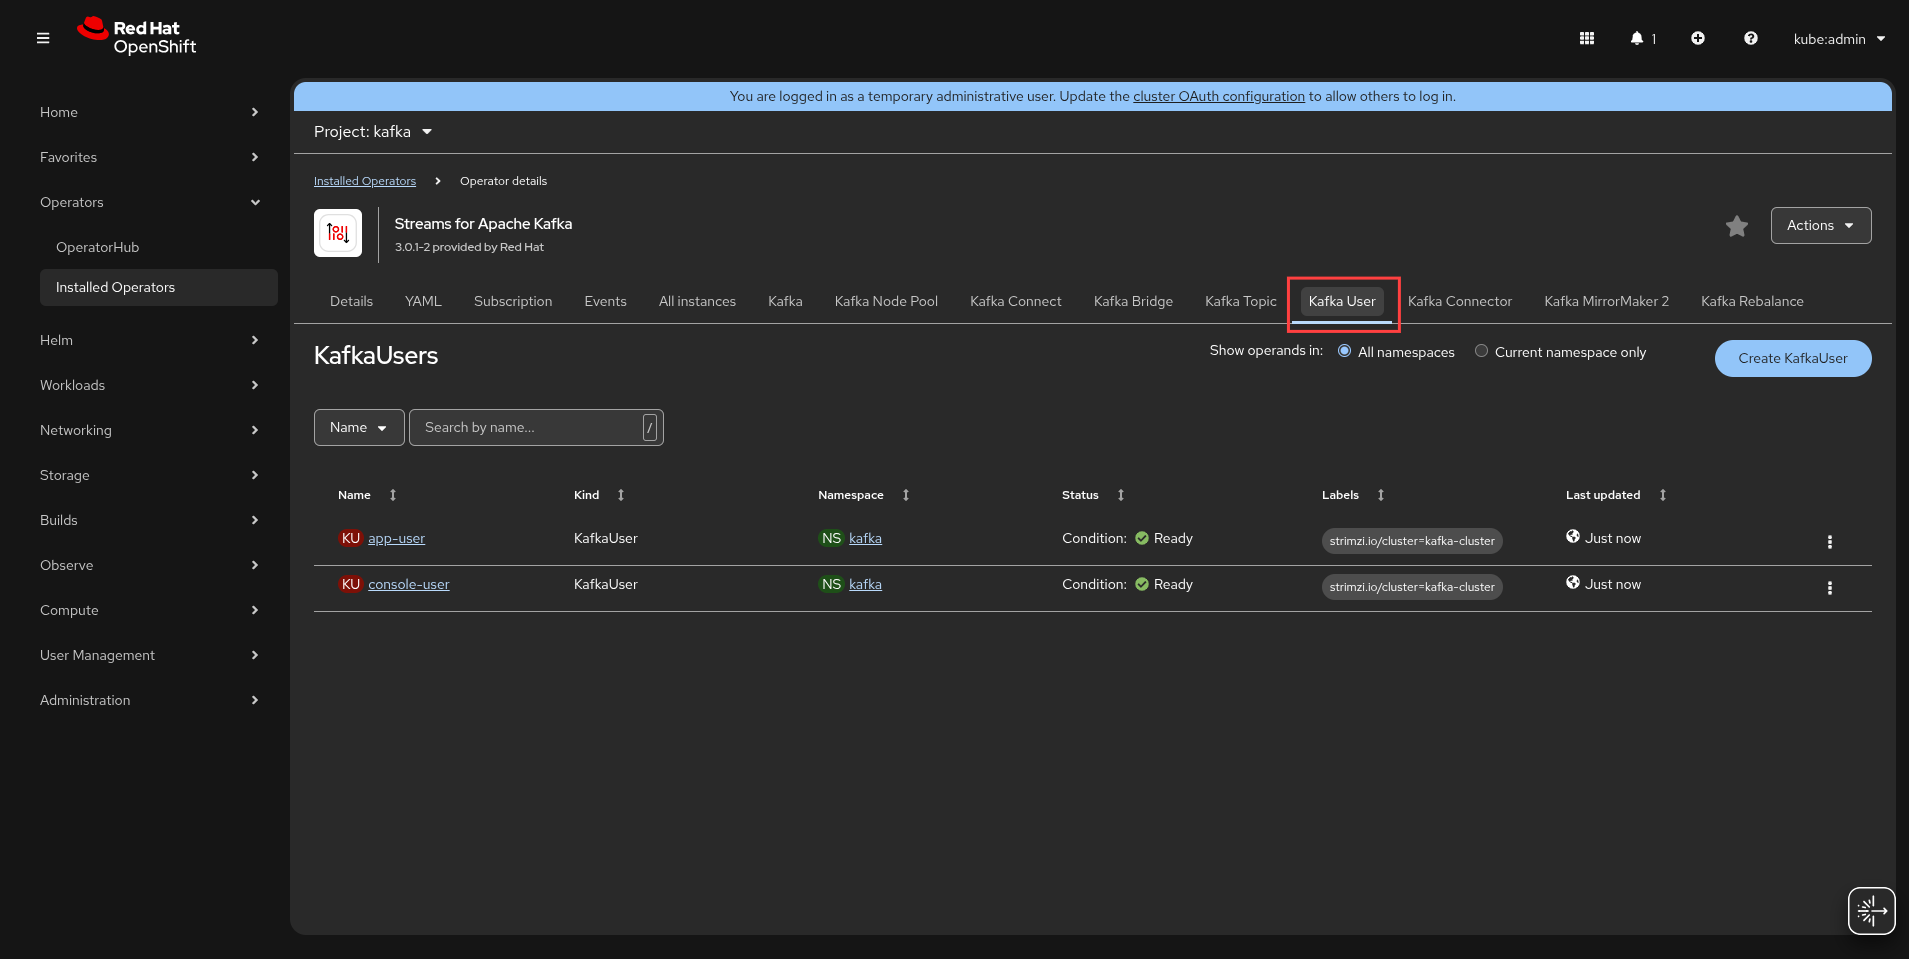 Red Hat
OpenShift
1
kube:admin
Home
Favorites
Operators
OperatorHub
Installed Operators
Helm
Workloads
Networking
Storage
Builds
Observe
Compute
User Management
Administration
You are logged in as a temporary administrative user. Update the cluster OAuth configuration to allow others to log in.
Project: kafka
Installed Operators Operator details
Streams for Apache Kafka
3.0.1-2 provided by Red Hat
Actions
Details YAML Subscription Events All instances Kafka Kafka Node Pool Kafka Connect Kafka Bridge Kafka Topic Kafka User Kafka Connector Kafka MirrorMaker 2 Kafka Rebalance
KafkaUsers
Show operands in: All namespaces Current namespace only
Create KafkaUser
Name Search by name... /
Name Kind Namespace Status Labels Last updated
KU app-user KafkaUser NS kafka Condition: Ready strimzi.io/cluster=kafka-cluster Just now
KU console-user KafkaUser NS kafka Condition: Ready strimzi.io/cluster=kafka-cluster Just now